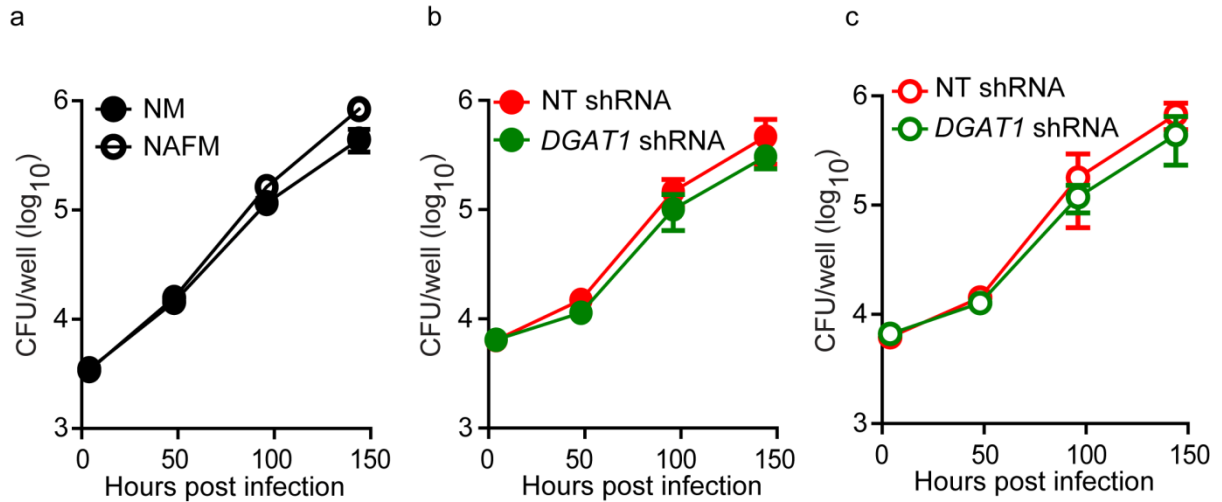 a
NM
NAFM
CFU/well (log10)
6
5
4
3
0 50 100 150
Hours post infection
b
NT shRNA
DGAT1 shRNA
CFU/well (log10)
6
5
4
3
0 50 100 150
Hours post infection
c
NT shRNA
DGAT1 shRNA
CFU/well (log10)
6
5
4
3
0 50 100 150
Hours post infection